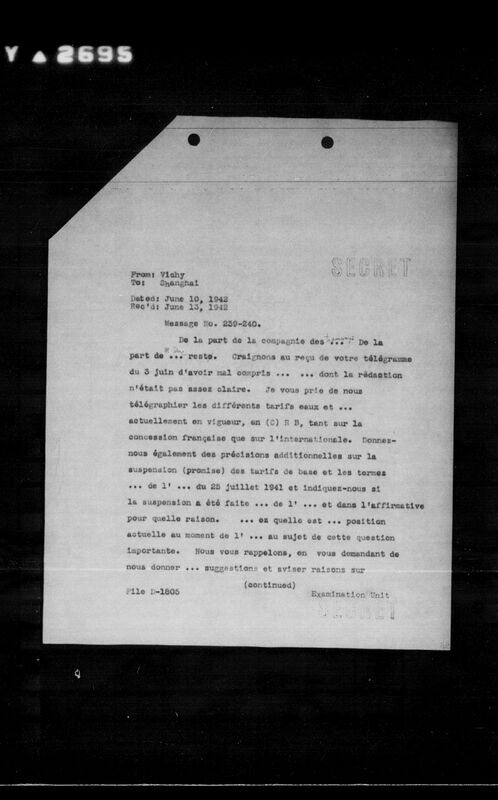 Y ▲ 2695
SECRET
From: Vichy
To: Shanghai
Dated: June 10, 1942
Rec'd: June 13, 1942
Message No. 239-240.
De la part de la compagnie des ... De la
part de ... reste. Craignons au reçu de votre télégramme
du 3 juin d'avoir mal compris ... ... dont la rédaction
n'était pas assez claire. Je vous prie de nous
télégraphier les différents tarifs eaux et ...
actuellement en vigueur, en (C) R B, tant sur la
concession française que sur l'internationale. Donnez-
nous également des précisions additionnelles sur la
suspension (promise) des tarifs de base et les termes
... de l' ... du 25 juillet 1941 et indiquez-nous si
la suspension a été faite ... de l' ... et dans l'affirmative
pour quelle raison. ... ez quelle est ... position
actuelle au moment de l' ... au sujet de cette question
importante. Nous vous rappelons, en vous demandant de
nous donner ... suggestions et aviser raisons sur
(continued)
File D-1805
Examination Unit
SECRET